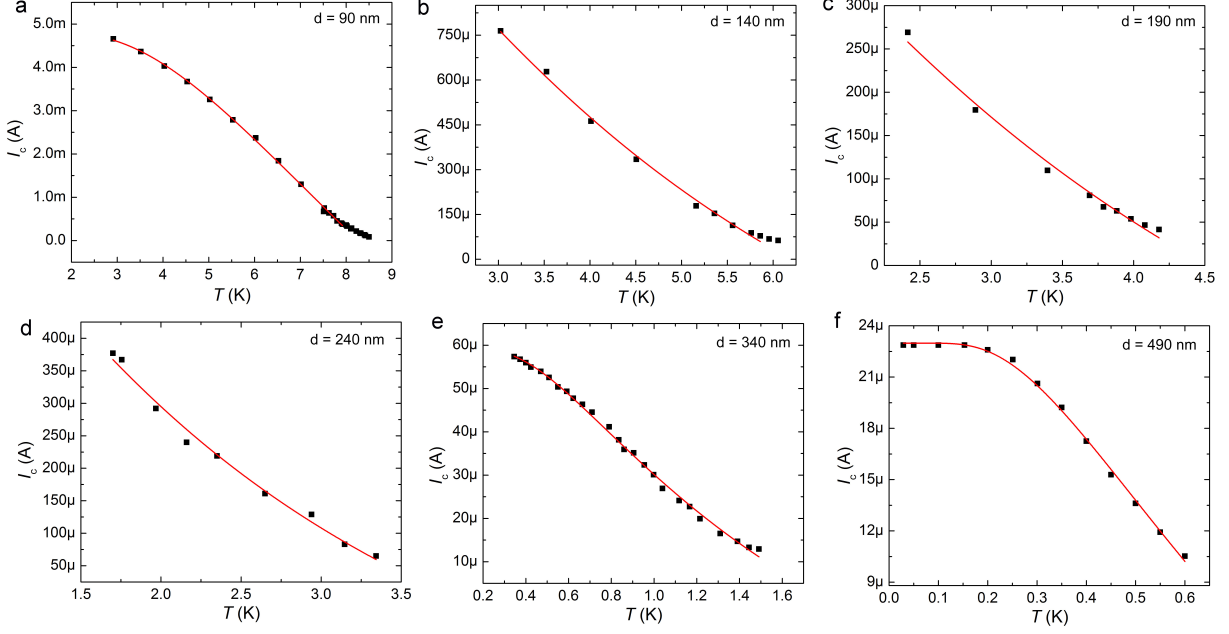 a
d = 90 nm
5.0m
4.0m
3.0m
2.0m
1.0m
0.0
I_c (A)
2 3 4 5 6 7 8 9
T (K)
b
d = 140 nm
750µ
600µ
450µ
300µ
150µ
0
I_c (A)
3.0 3.5 4.0 4.5 5.0 5.5 6.0
T (K)
c
d = 190 nm
300µ
250µ
200µ
150µ
100µ
50µ
0
I_c (A)
2.5 3.0 3.5 4.0 4.5
T (K)
d
d = 240 nm
400µ
350µ
300µ
250µ
200µ
150µ
100µ
50µ
I_c (A)
1.5 2.0 2.5 3.0 3.5
T (K)
e
d = 340 nm
60µ
50µ
40µ
30µ
20µ
10µ
I_c (A)
0.2 0.4 0.6 0.8 1.0 1.2 1.4 1.6
T (K)
f
d = 490 nm
24µ
21µ
18µ
15µ
12µ
9µ
I_c (A)
0.0 0.1 0.2 0.3 0.4 0.5 0.6
T (K)